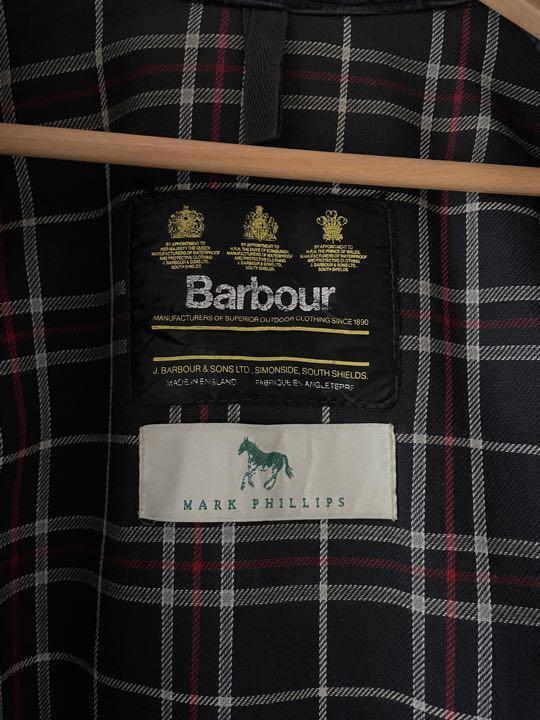 BY APPOINTMENT TO
HER MAJESTY THE QUEEN
MANUFACTURERS OF WATERPROOF
AND PROTECTIVE CLOTHING
J. BARBOUR & SONS LTD.
SOUTH SHIELDS.
BY APPOINTMENT TO
H.R.H. THE DUKE OF EDINBURGH
MANUFACTURERS OF WATERPROOF
AND PROTECTIVE CLOTHING
J. BARBOUR & SONS LTD.
SOUTH SHIELDS.
BY APPOINTMENT TO
H.R.H. THE PRINCE OF WALES
MANUFACTURERS OF WATERPROOF
AND PROTECTIVE CLOTHING
J. BARBOUR & SONS LTD.
SOUTH SHIELDS.
Barbour
MANUFACTURERS OF SUPERIOR OUTDOOR CLOTHING SINCE 1890
J. BARBOUR & SONS LTD., SIMONSIDE, SOUTH SHIELDS.
MADE IN ENGLAND FABRIQUE EN ANGLETERRE
MARK PHILLIPS